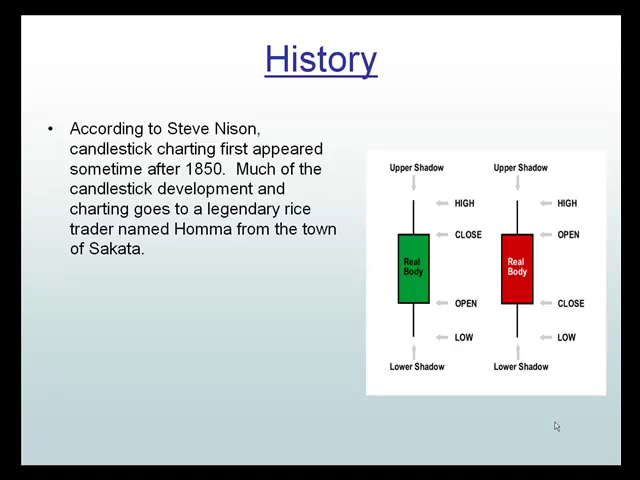 History
• According to Steve Nison,
candlestick charting first appeared
sometime after 1850. Much of the
candlestick development and
charting goes to a legendary rice
trader named Homma from the town
of Sakata.
Upper Shadow Upper Shadow
HIGH HIGH
CLOSE OPEN
Real Real
Body Body
OPEN CLOSE
LOW LOW
Lower Shadow Lower Shadow